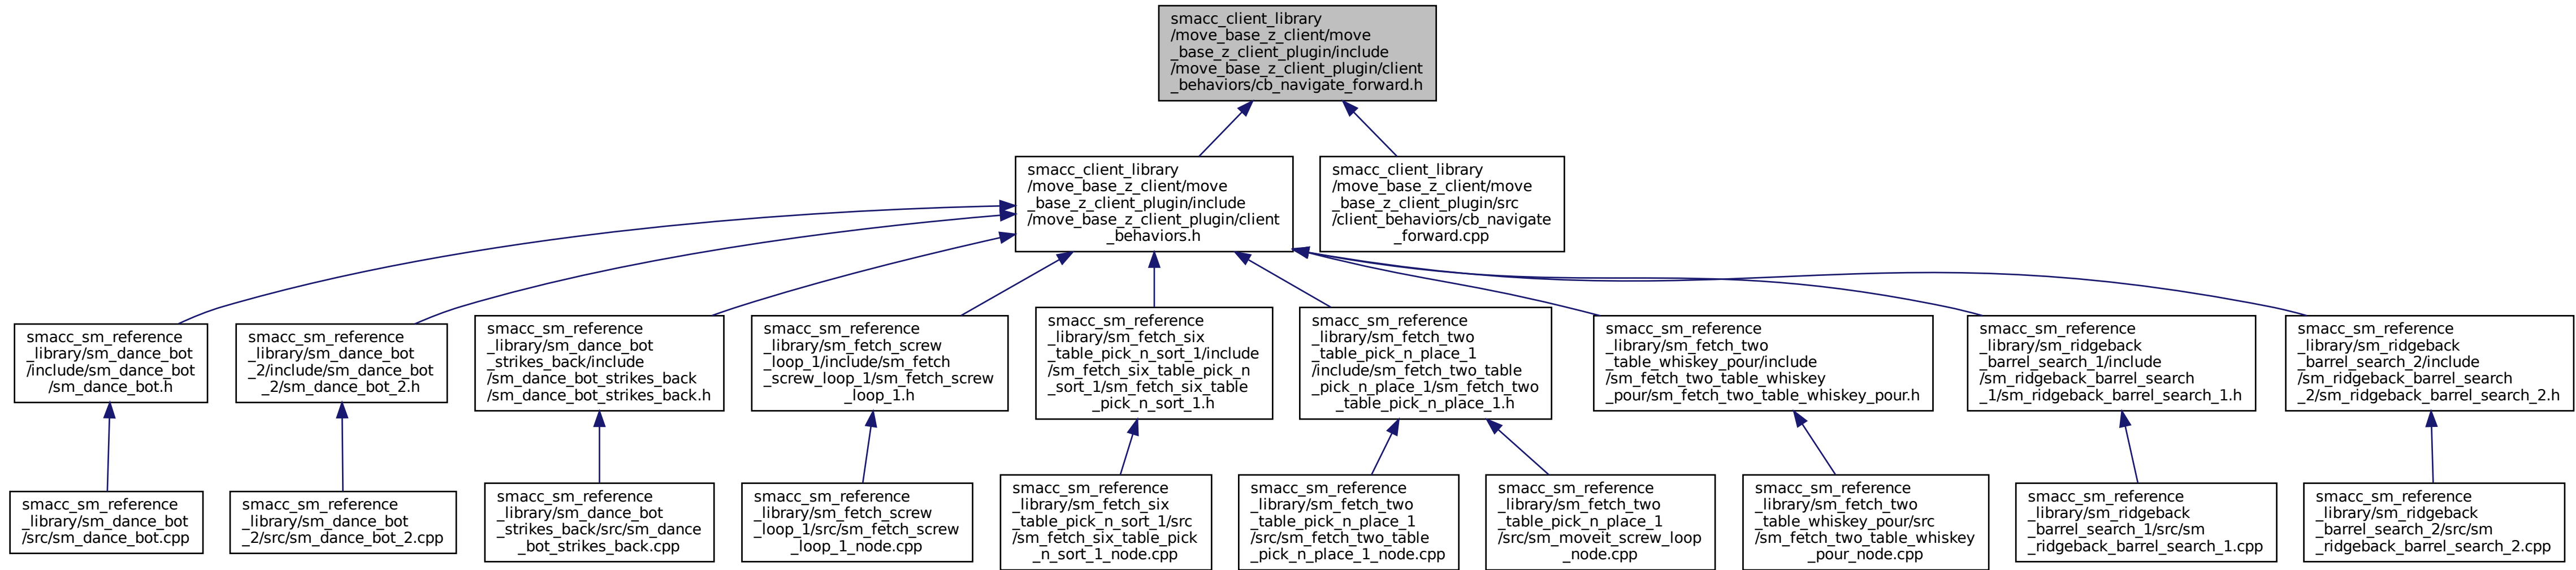 smacc_client_library
/move_base_z_client/move
_base_z_client_plugin/include
/move_base_z_client_plugin/client
_behaviors/cb_navigate_forward.h
smacc_client_library
/move_base_z_client/move
_base_z_client_plugin/include
/move_base_z_client_plugin/client
_behaviors.h
smacc_client_library
/move_base_z_client/move
_base_z_client_plugin/src
/client_behaviors/cb_navigate
_forward.cpp
smacc_sm_reference
_library/sm_dance_bot
/include/sm_dance_bot
/sm_dance_bot.h
smacc_sm_reference
_library/sm_dance_bot
_2/include/sm_dance_bot
_2/sm_dance_bot_2.h
smacc_sm_reference
_library/sm_dance_bot
_strikes_back/include
/sm_dance_bot_strikes_back
/sm_dance_bot_strikes_back.h
smacc_sm_reference
_library/sm_fetch_screw
_loop_1/include/sm_fetch
_screw_loop_1/sm_fetch_screw
_loop_1.h
smacc_sm_reference
_library/sm_fetch_six
_table_pick_n_sort_1/include
/sm_fetch_six_table_pick_n
_sort_1/sm_fetch_six_table
_pick_n_sort_1.h
smacc_sm_reference
_library/sm_fetch_two
_table_pick_n_place_1
/include/sm_fetch_two_table
_pick_n_place_1/sm_fetch_two
_table_pick_n_place_1.h
smacc_sm_reference
_library/sm_fetch_two
_table_whiskey_pour/include
/sm_fetch_two_table_whiskey
_pour/sm_fetch_two_table_whiskey_pour.h
smacc_sm_reference
_library/sm_ridgeback
_barrel_search_1/include
/sm_ridgeback_barrel_search
_1/sm_ridgeback_barrel_search_1.h
smacc_sm_reference
_library/sm_ridgeback
_barrel_search_2/include
/sm_ridgeback_barrel_search
_2/sm_ridgeback_barrel_search_2.h
smacc_sm_reference
_library/sm_dance_bot
/src/sm_dance_bot.cpp
smacc_sm_reference
_library/sm_dance_bot
_2/src/sm_dance_bot_2.cpp
smacc_sm_reference
_library/sm_dance_bot
_strikes_back/src/sm_dance
_bot_strikes_back.cpp
smacc_sm_reference
_library/sm_fetch_screw
_loop_1/src/sm_fetch_screw
_loop_1_node.cpp
smacc_sm_reference
_library/sm_fetch_six
_table_pick_n_sort_1/src
/sm_fetch_six_table_pick
_n_sort_1_node.cpp
smacc_sm_reference
_library/sm_fetch_two
_table_pick_n_place_1
/src/sm_fetch_two_table
_pick_n_place_1_node.cpp
smacc_sm_reference
_library/sm_fetch_two
_table_pick_n_place_1
/src/sm_moveit_screw_loop
_node.cpp
smacc_sm_reference
_library/sm_fetch_two
_table_whiskey_pour/src
/sm_fetch_two_table_whiskey
_pour_node.cpp
smacc_sm_reference
_library/sm_ridgeback
_barrel_search_1/src/sm
_ridgeback_barrel_search_1.cpp
smacc_sm_reference
_library/sm_ridgeback
_barrel_search_2/src/sm
_ridgeback_barrel_search_2.cpp